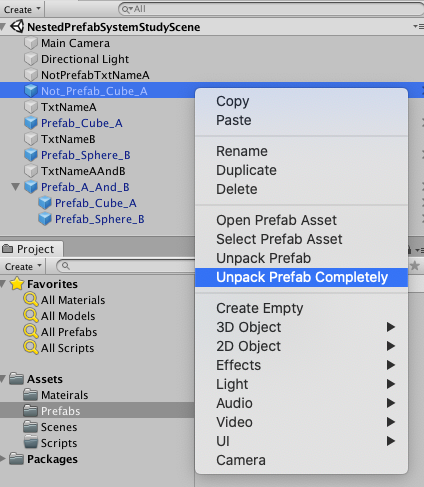 Create
All
NestedPrefabSystemStudyScene
Main Camera
Directional Light
NotPrefabTxtNameA
Not_Prefab_Cube_A
TxtNameA
Prefab_Cube_A
TxtNameB
Prefab_Sphere_B
TxtNameAAndB
Prefab_A_And_B
Prefab_Cube_A
Prefab_Sphere_B
Copy
Paste
Rename
Duplicate
Delete
Open Prefab Asset
Select Prefab Asset
Unpack Prefab
Unpack Prefab Completely
Create Empty
3D Object
2D Object
Effects
Light
Audio
Video
UI
Camera
Project
Create
Favorites
All Materials
All Models
All Prefabs
All Scripts
Assets
Mateirals
Prefabs
Scenes
Scripts
Packages